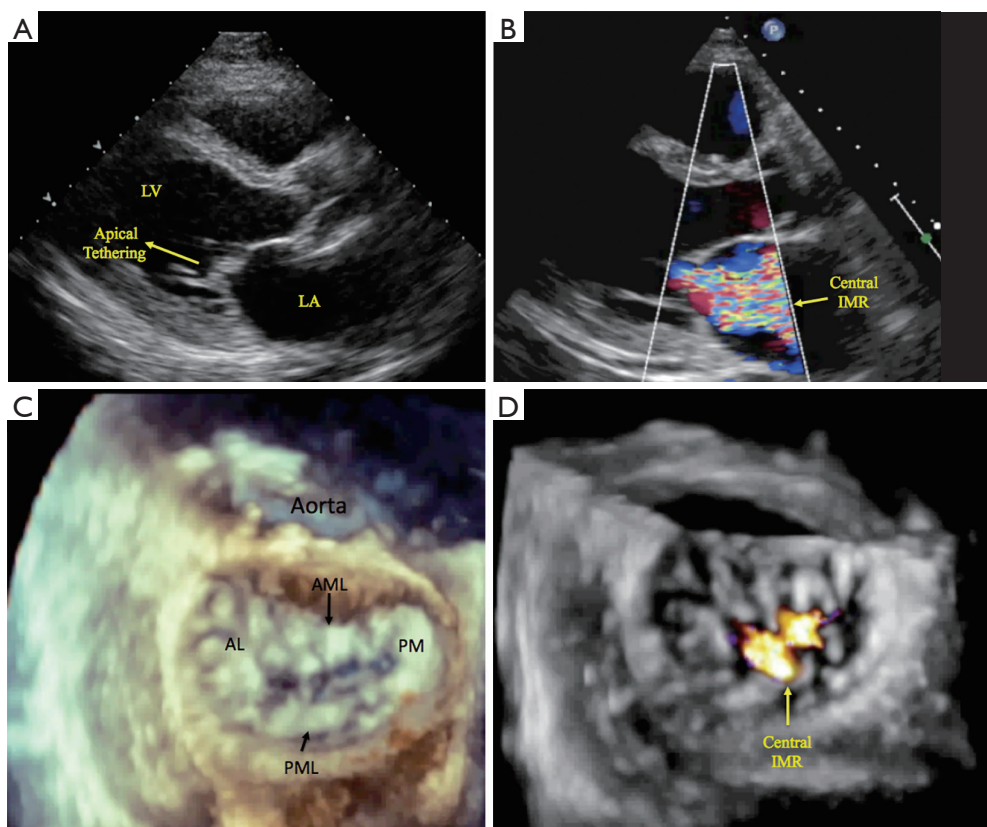 A
LV
Apical
Tethering
LA
B
P
Central
IMR
C
Aorta
AML
AL
PM
PML
D
Central
IMR